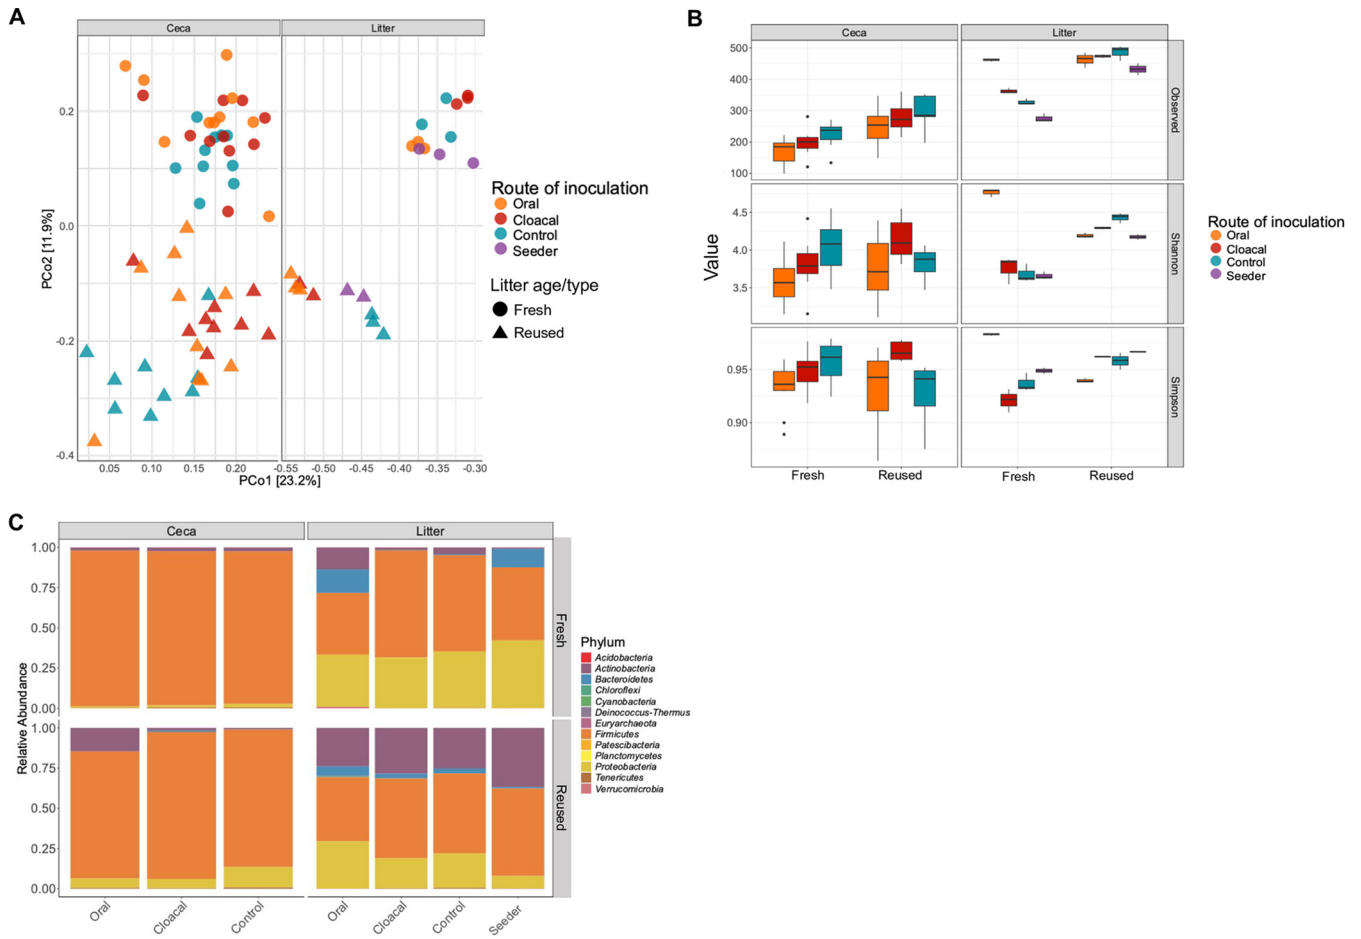 A
Ceca
Litter
0.2
0.0
-0.2
-0.4
PCo2 [11.9%]
0.05
0.10
0.15
0.20
-0.55
-0.50
-0.45
-0.40
-0.35
-0.30
PCo1 [23.2%]
Route of inoculation
Oral
Cloacal
Control
Seeder
Litter age/type
Fresh
Reused
B
Ceca
Litter
500
400
300
200
100
Observed
4.5
4.0
3.5
Shannon
0.95
0.90
Simpson
Value
Fresh
Reused
Fresh
Reused
Route of inoculation
Oral
Cloacal
Control
Seeder
C
Ceca
Litter
1.00
0.75
0.50
0.25
0.00
Fresh
1.00
0.75
0.50
0.25
0.00
Reused
Relative Abundance
Oral
Cloacal
Control
Oral
Cloacal
Control
Seeder
Phylum
Acidobacteria
Actinobacteria
Bacteroidetes
Chloroflexi
Cyanobacteria
Deinococcus-Thermus
Euryarchaeota
Firmicutes
Patescibacteria
Planctomycetes
Proteobacteria
Tenericutes
Verrucomicrobia